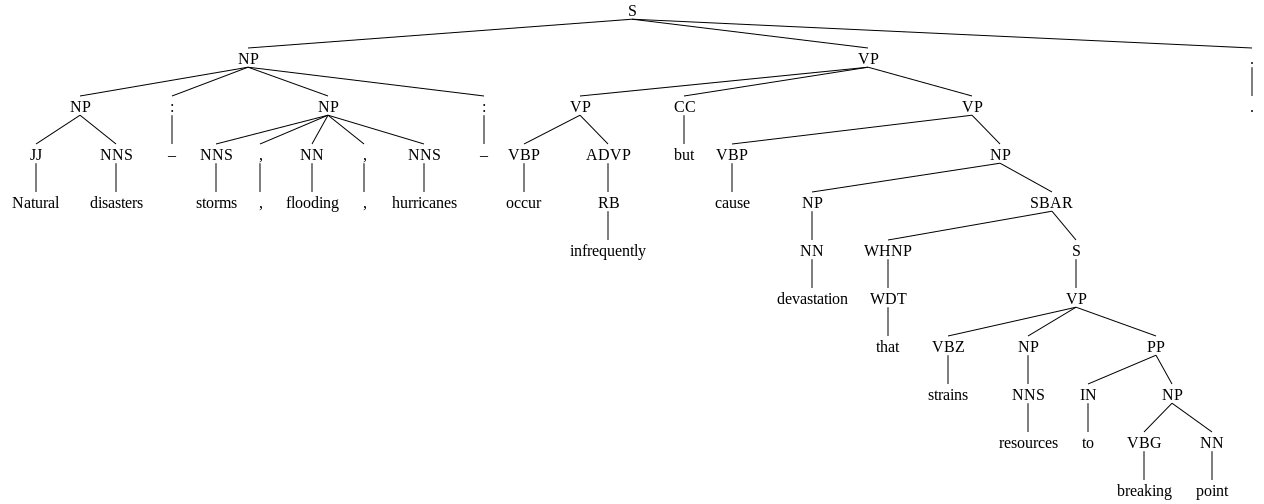 S
NP VP .
NP : NP : VP CC VP .
JJ NNS – NNS , NN , NNS – VBP ADVP but VBP NP
Natural disasters storms , flooding , hurricanes occur RB cause NP SBAR
infrequently NN WHNP S
devastation WDT VP
that VBZ NP PP
strains NNS IN NP
resources to VBG NN
breaking point